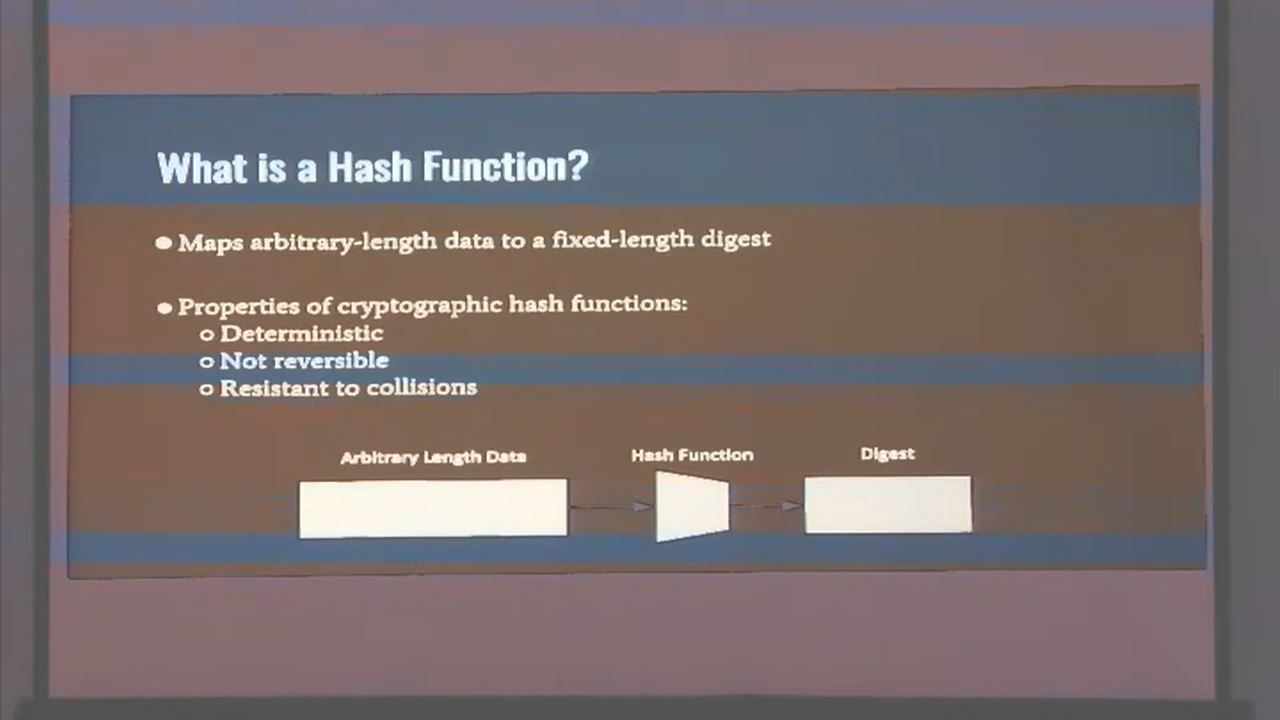 What is a Hash Function?
● Maps arbitrary-length data to a fixed-length digest
● Properties of cryptographic hash functions:
o Deterministic
o Not reversible
o Resistant to collisions
Arbitrary Length Data
Hash Function
Digest